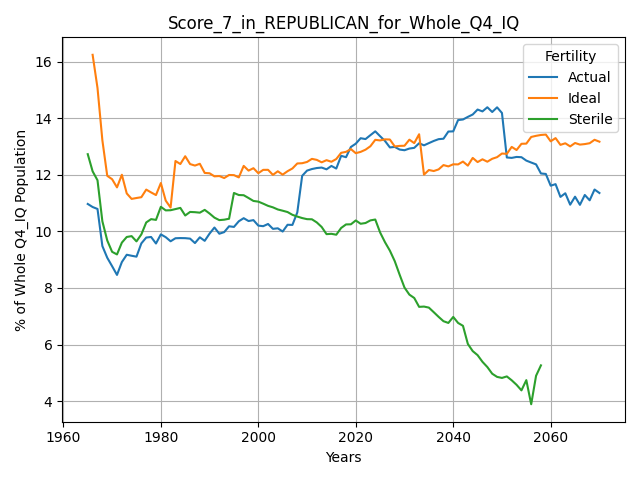 Score_7_in_REPUBLICAN_for_Whole_Q4_IQ
Fertility
Actual
Ideal
Sterile
% of Whole Q4_IQ Population
16
14
12
10
8
6
4
1960
1980
2000
2020
2040
2060
Years